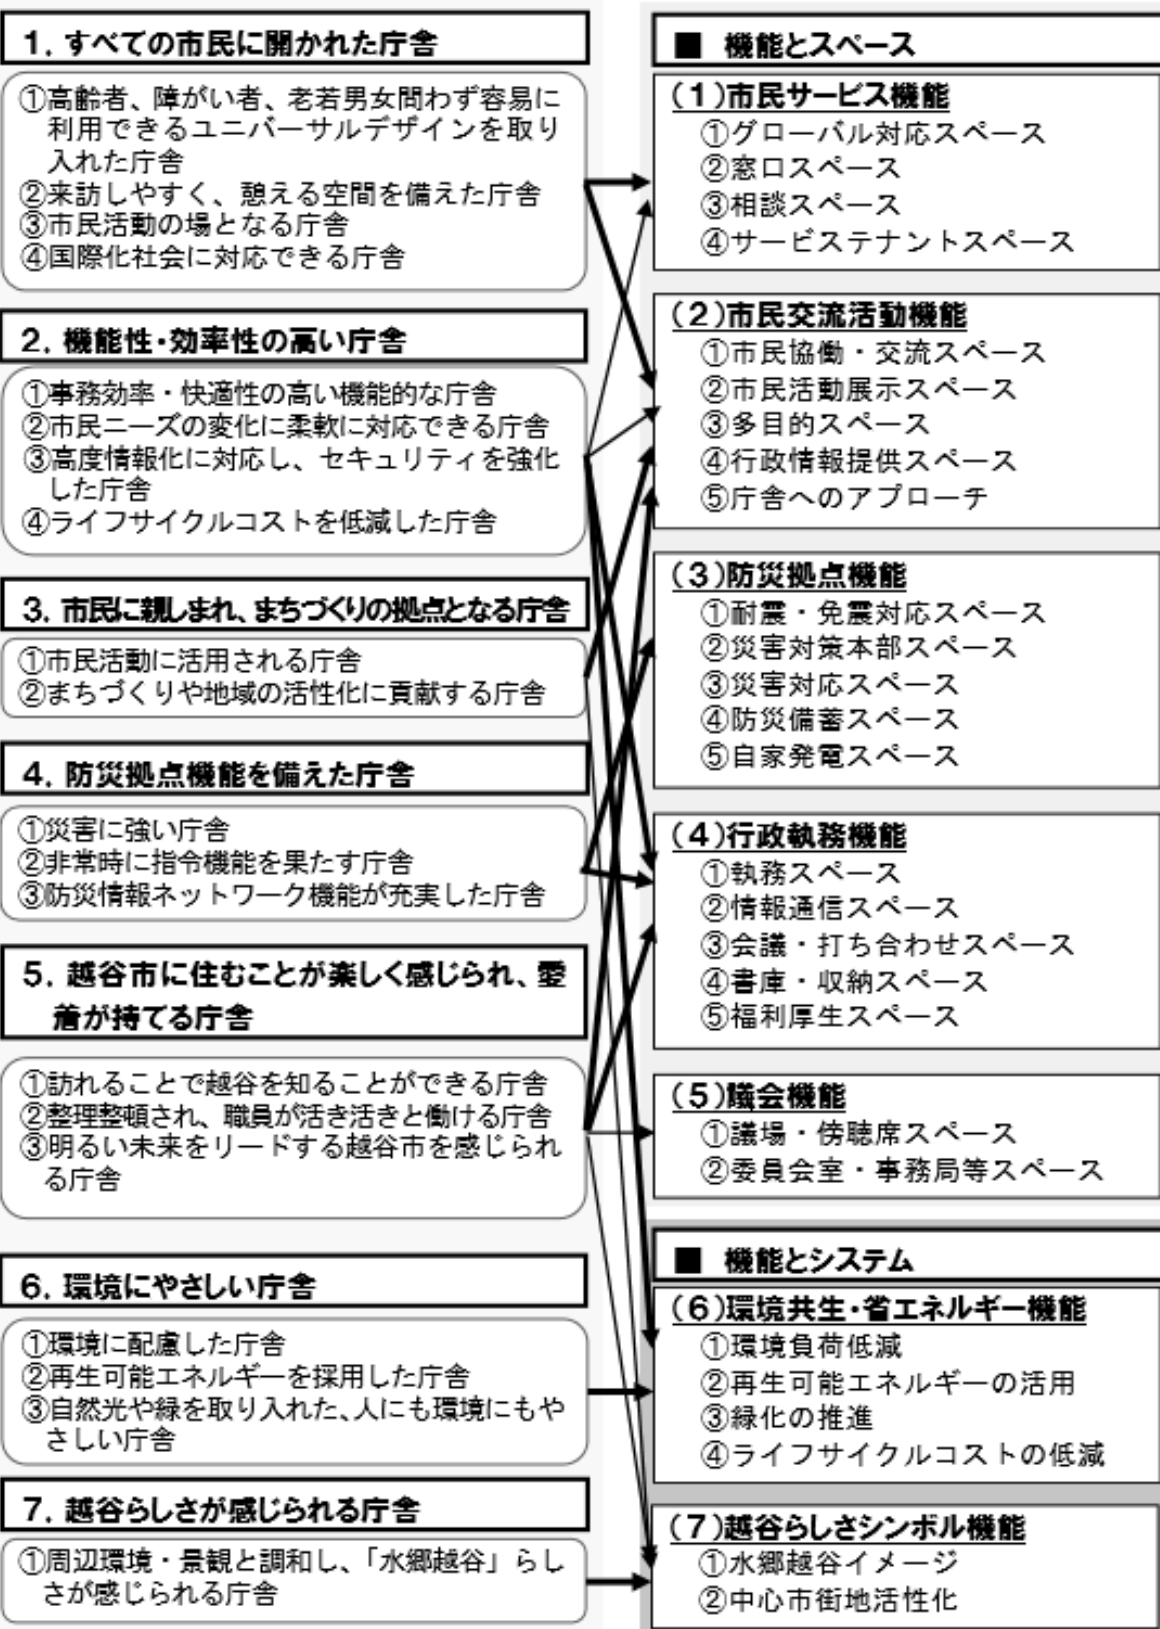 1．すべての市民に開かれた庁舎
①高齢者、障がい者、老若男女問わず容易に
利用できるユニバーサルデザインを取り
入れた庁舎
②来訪しやすく、憩える空間を備えた庁舎
③市民活動の場となる庁舎
④国際化社会に対応できる庁舎
2．機能性・効率性の高い庁舎
①事務効率・快適性の高い機能的な庁舎
②市民ニーズの変化に柔軟に対応できる庁舎
③高度情報化に対応し、セキュリティを強化
した庁舎
④ライフサイクルコストを低減した庁舎
3．市民に親しまれ、まちづくりの拠点となる庁舎
①市民活動に活用される庁舎
②まちづくりや地域の活性化に貢献する庁舎
4．防災拠点機能を備えた庁舎
①災害に強い庁舎
②非常時に指令機能を果たす庁舎
③防災情報ネットワーク機能が充実した庁舎
5．越谷市に住むことが楽しく感じられ、愛
着が持てる庁舎
①訪れることで越谷を知ることができる庁舎
②整理整頓され、職員が活き活きと働ける庁舎
③明るい未来をリードする越谷市を感じられ
る庁舎
6．環境にやさしい庁舎
①環境に配慮した庁舎
②再生可能エネルギーを採用した庁舎
③自然光や緑を取り入れた、人にも環境にもや
さしい庁舎
7．越谷らしさが感じられる庁舎
①周辺環境・景観と調和し、「水郷越谷」らし
さが感じられる庁舎
■ 機能とスペース
（1）市民サービス機能
①グローバル対応スペース
②窓口スペース
③相談スペース
④サービステナントスペース
（2）市民交流活動機能
①市民協働・交流スペース
②市民活動展示スペース
③多目的スペース
④行政情報提供スペース
⑤庁舎へのアプローチ
（3）防災拠点機能
①耐震・免震対応スペース
②災害対策本部スペース
③災害対応スペース
④防災備蓄スペース
⑤自家発電スペース
（4）行政執務機能
①執務スペース
②情報通信スペース
③会議・打ち合わせスペース
④書庫・収納スペース
⑤福利厚生スペース
（5）議会機能
①議場・傍聴席スペース
②委員会室・事務局等スペース
■ 機能とシステム
（6）環境共生・省エネルギー機能
①環境負荷低減
②再生可能エネルギーの活用
③緑化の推進
④ライフサイクルコストの低減
（7）越谷らしさシンボル機能
①水郷越谷イメージ
②中心市街地活性化